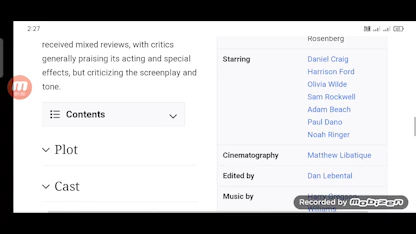 2:27
received mixed reviews, with critics
generally praising its acting and special
effects, but criticizing the screenplay and
tone.
Contents
Plot
Cast
Rosenberg
Starring
Daniel Craig
Harrison Ford
Olivia Wilde
Sam Rockwell
Adam Beach
Paul Dano
Noah Ringer
Cinematography Matthew Libatique
Edited by Dan Lebental
Music by
Recorded by Mobizen